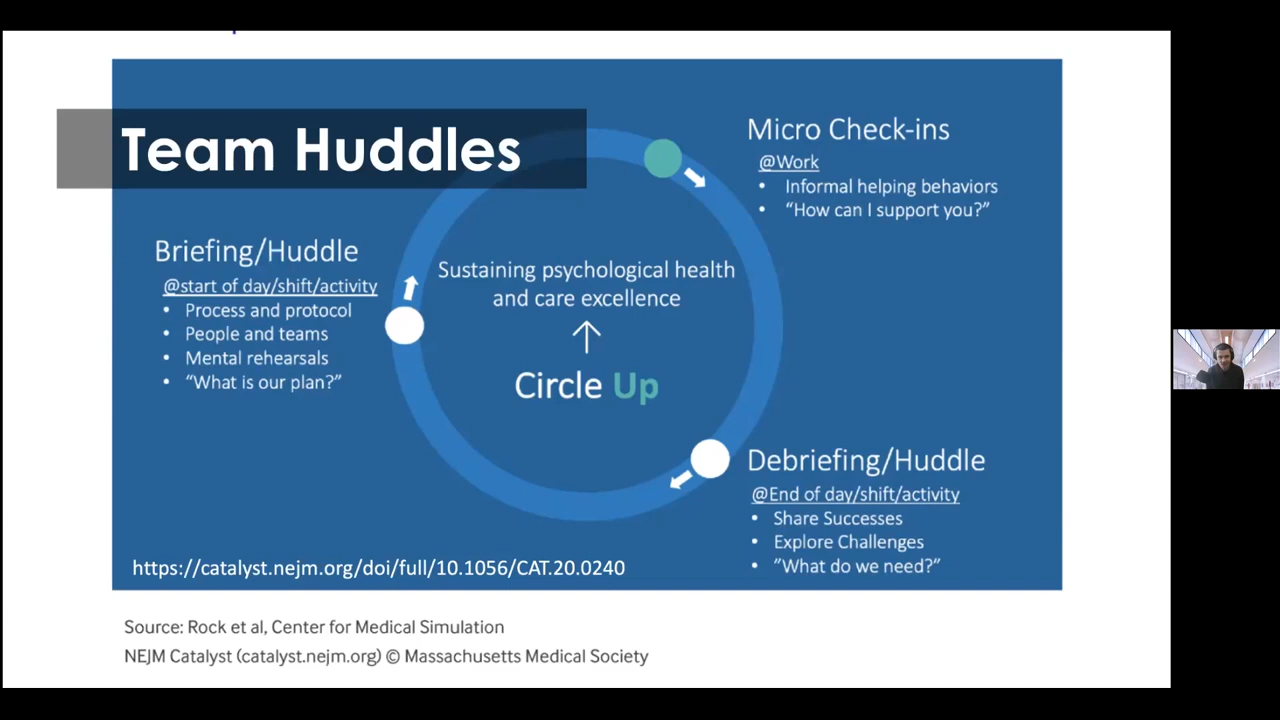 Team Huddles
Micro Check-ins
@Work
• Informal helping behaviors
• “How can I support you?”
Briefing/Huddle
@start of day/shift/activity
• Process and protocol
• People and teams
• Mental rehearsals
• “What is our plan?”
Sustaining psychological health
and care excellence
Circle Up
Debriefing/Huddle
@End of day/shift/activity
• Share Successes
• Explore Challenges
• ”What do we need?”
https://catalyst.nejm.org/doi/full/10.1056/CAT.20.0240
Source: Rock et al, Center for Medical Simulation
NEJM Catalyst (catalyst.nejm.org) © Massachusetts Medical Society